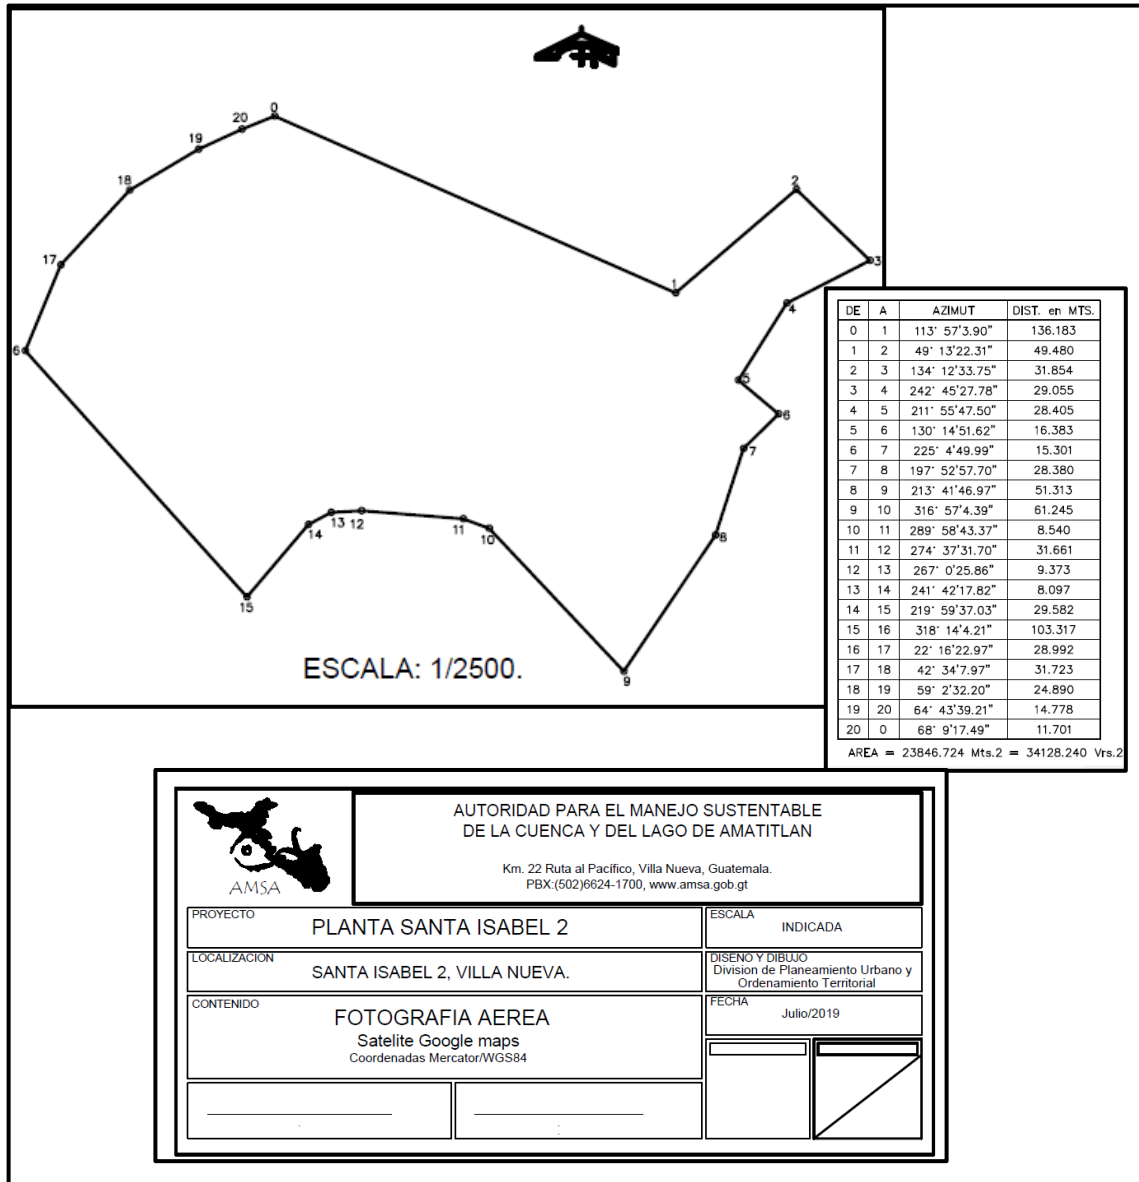 0
20
19
18
17
6
2
3
1
4
5
6
7
8
9
10
11
12
13
14
15
ESCALA: 1/2500.
DE A AZIMUT DIST. en MTS.
0 1 113° 57'3.90" 136.183
1 2 49° 13'22.31" 49.480
2 3 134° 12'33.75" 31.854
3 4 242° 45'27.78" 29.055
4 5 211° 55'47.50" 28.405
5 6 130° 14'51.62" 16.383
6 7 225° 4'49.99" 15.301
7 8 197° 52'57.70" 28.380
8 9 213° 41'46.97" 51.313
9 10 316° 57'4.39" 61.245
10 11 289° 58'43.37" 8.540
11 12 274° 37'31.70" 31.661
12 13 267° 0'25.86" 9.373
13 14 241° 42'17.82" 8.097
14 15 219° 59'37.03" 29.582
15 16 318° 14'4.21" 103.317
16 17 22° 16'22.97" 28.992
17 18 42° 34'7.97" 31.723
18 19 59° 2'32.20" 24.890
19 20 64° 43'39.21" 14.778
20 0 68° 9'17.49" 11.701
AREA = 23846.724 Mts.2 = 34128.240 Vrs.2
AMSA
AUTORIDAD PARA EL MANEJO SUSTENTABLE
DE LA CUENCA Y DEL LAGO DE AMATITLAN
Km. 22 Ruta al Pacífico, Villa Nueva, Guatemala.
PBX:(502)6624-1700, www.amsa.gob.gt
PROYECTO
PLANTA SANTA ISABEL 2
ESCALA
INDICADA
LOCALIZACION
SANTA ISABEL 2, VILLA NUEVA.
DISENO Y DIBUJO
Division de Planeamiento Urbano y
Ordenamiento Territorial
CONTENIDO
FOTOGRAFIA AEREA
Satelite Google maps
Coordenadas Mercator/WGS84
FECHA
Julio/2019